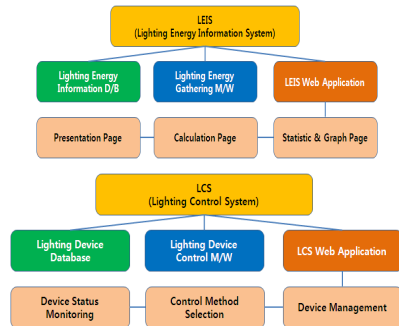 LEIS
(Lighting Energy Information System)
Lighting Energy
Information D/B
Lighting Energy
Gathering M/W
LEIS Web Application
Presentation Page
Calculation Page
Statistic & Graph Page
LCS
(Lighting Control System)
Lighting Device
Database
Lighting Device
Control M/W
LCS Web Application
Device Status
Monitoring
Control Method
Selection
Device Management